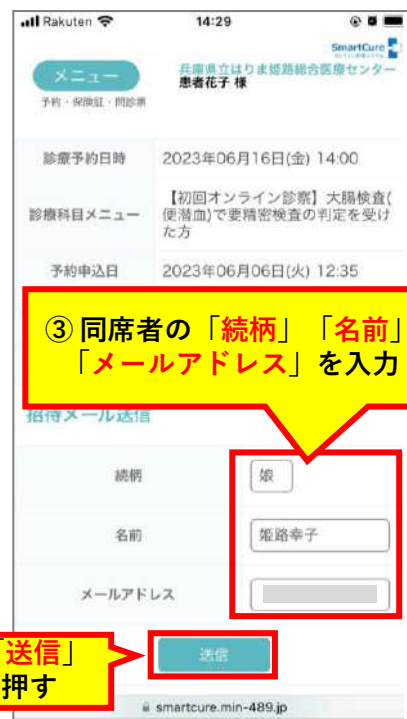 Rakuten 14:29
SmartCure
メニュー
予約・保険証・問診票
兵庫県立はりま姫路総合医療センター
患者花子 様
診療予約日時 2023年06月16日(金) 14:00
診療科目メニュー 【初回オンライン診察】大腸検査(
便潜血)で要精密検査の判定を受け
た方
予約申込日 2023年06月06日(火) 12:35
③ 同席者の「続柄」「名前」
「メールアドレス」を入力
招待メール送信
続柄 娘
名前 姫路幸子
メールアドレス
「送信」
押す
送信
smartcure.min-489.jp